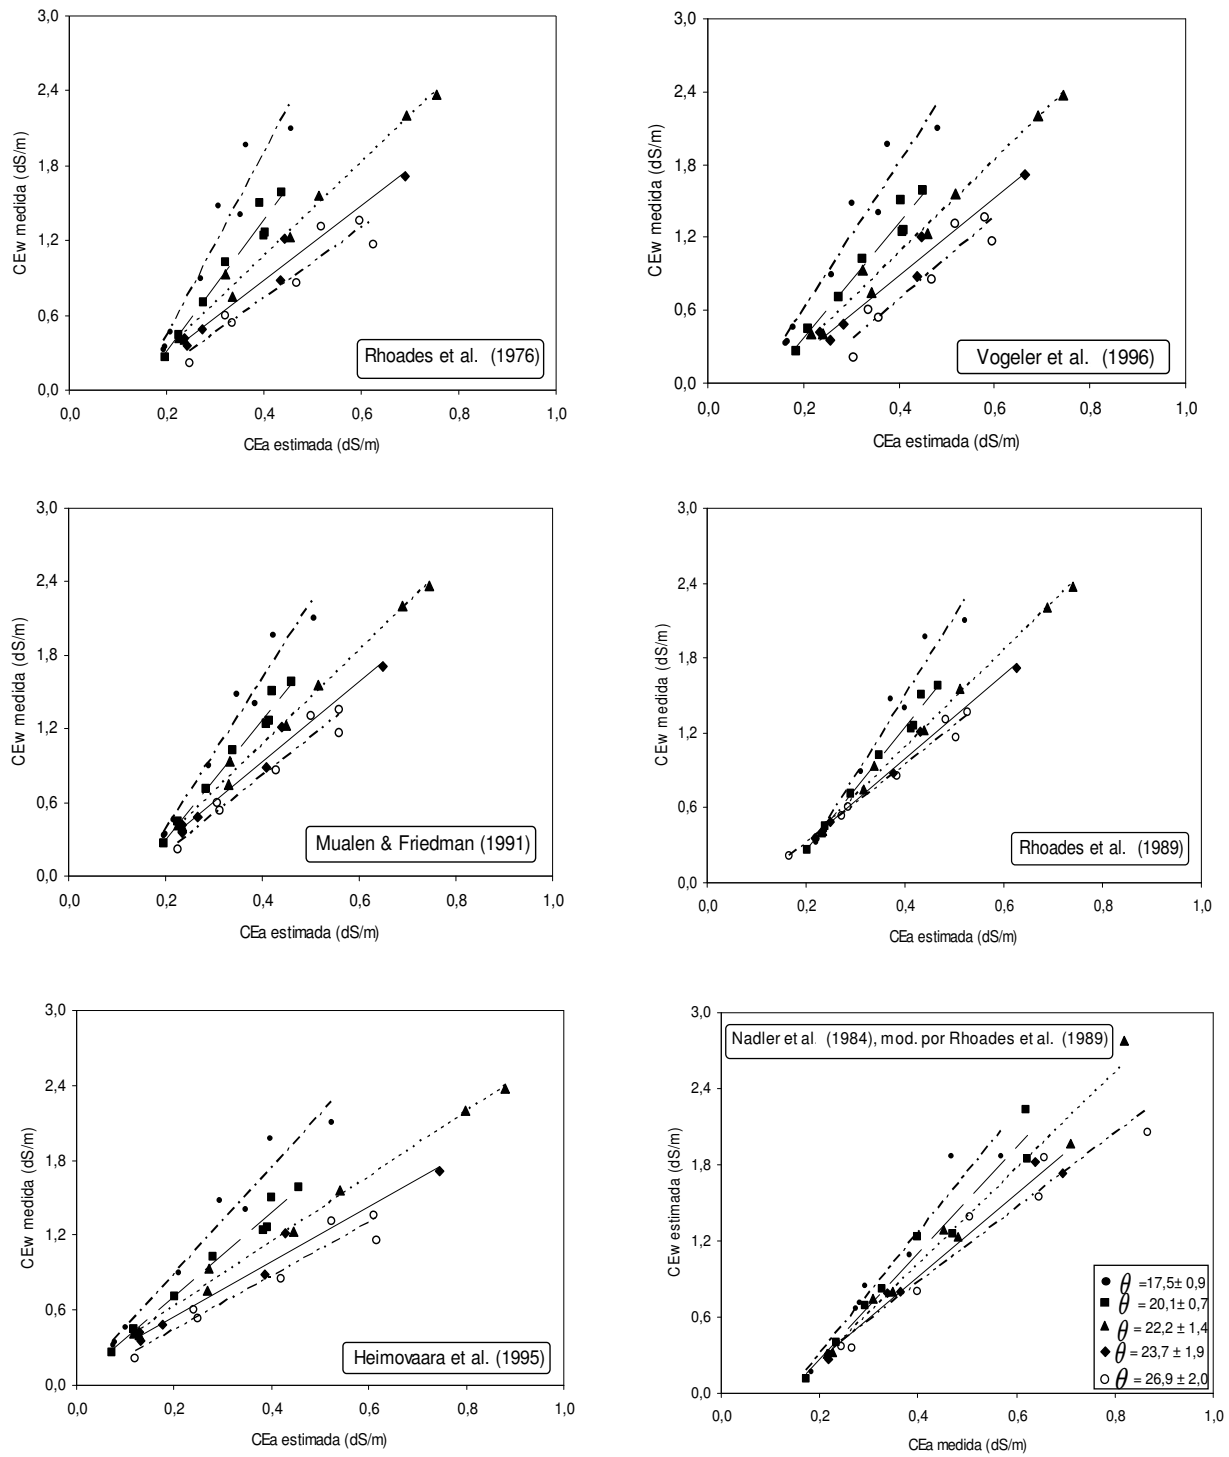 3,0
2,4
1,8
1,2
0,6
0,0
CEw medida (dS/m)
Rhoades et al. (1976)
0,0 0,2 0,4 0,6 0,8 1,0
CEa estimada (dS/m)
3,0
2,4
1,8
1,2
0,6
0,0
CEw medida (dS/m)
Vogeler et al. (1996)
0,0 0,2 0,4 0,6 0,8 1,0
CEa estimada (dS/m)
3,0
2,4
1,8
1,2
0,6
0,0
CEw medida (dS/m)
Mualen & Friedman (1991)
0,0 0,2 0,4 0,6 0,8 1,0
CEa estimada (dS/m)
3,0
2,4
1,8
1,2
0,6
0,0
CEw medida (dS/m)
Rhoades et al. (1989)
0,0 0,2 0,4 0,6 0,8 1,0
CEa estimada (dS/m)
3,0
2,4
1,8
1,2
0,6
0,0
CEw medida (dS/m)
Heimovaara et al. (1995)
0,0 0,2 0,4 0,6 0,8 1,0
CEa estimada (dS/m)
3,0
2,4
1,8
1,2
0,6
0,0
CEw estimada (dS/m)
Nadler et al. (1984), mod. por Rhoades et al. (1989)
θ =17,5± 0,9
θ = 20,1± 0,7
θ = 22,2 ± 1,4
θ = 23,7 ± 1,9
θ = 26,9 ± 2,0
0,0 0,2 0,4 0,6 0,8 1,0
CEa medida (dS/m)